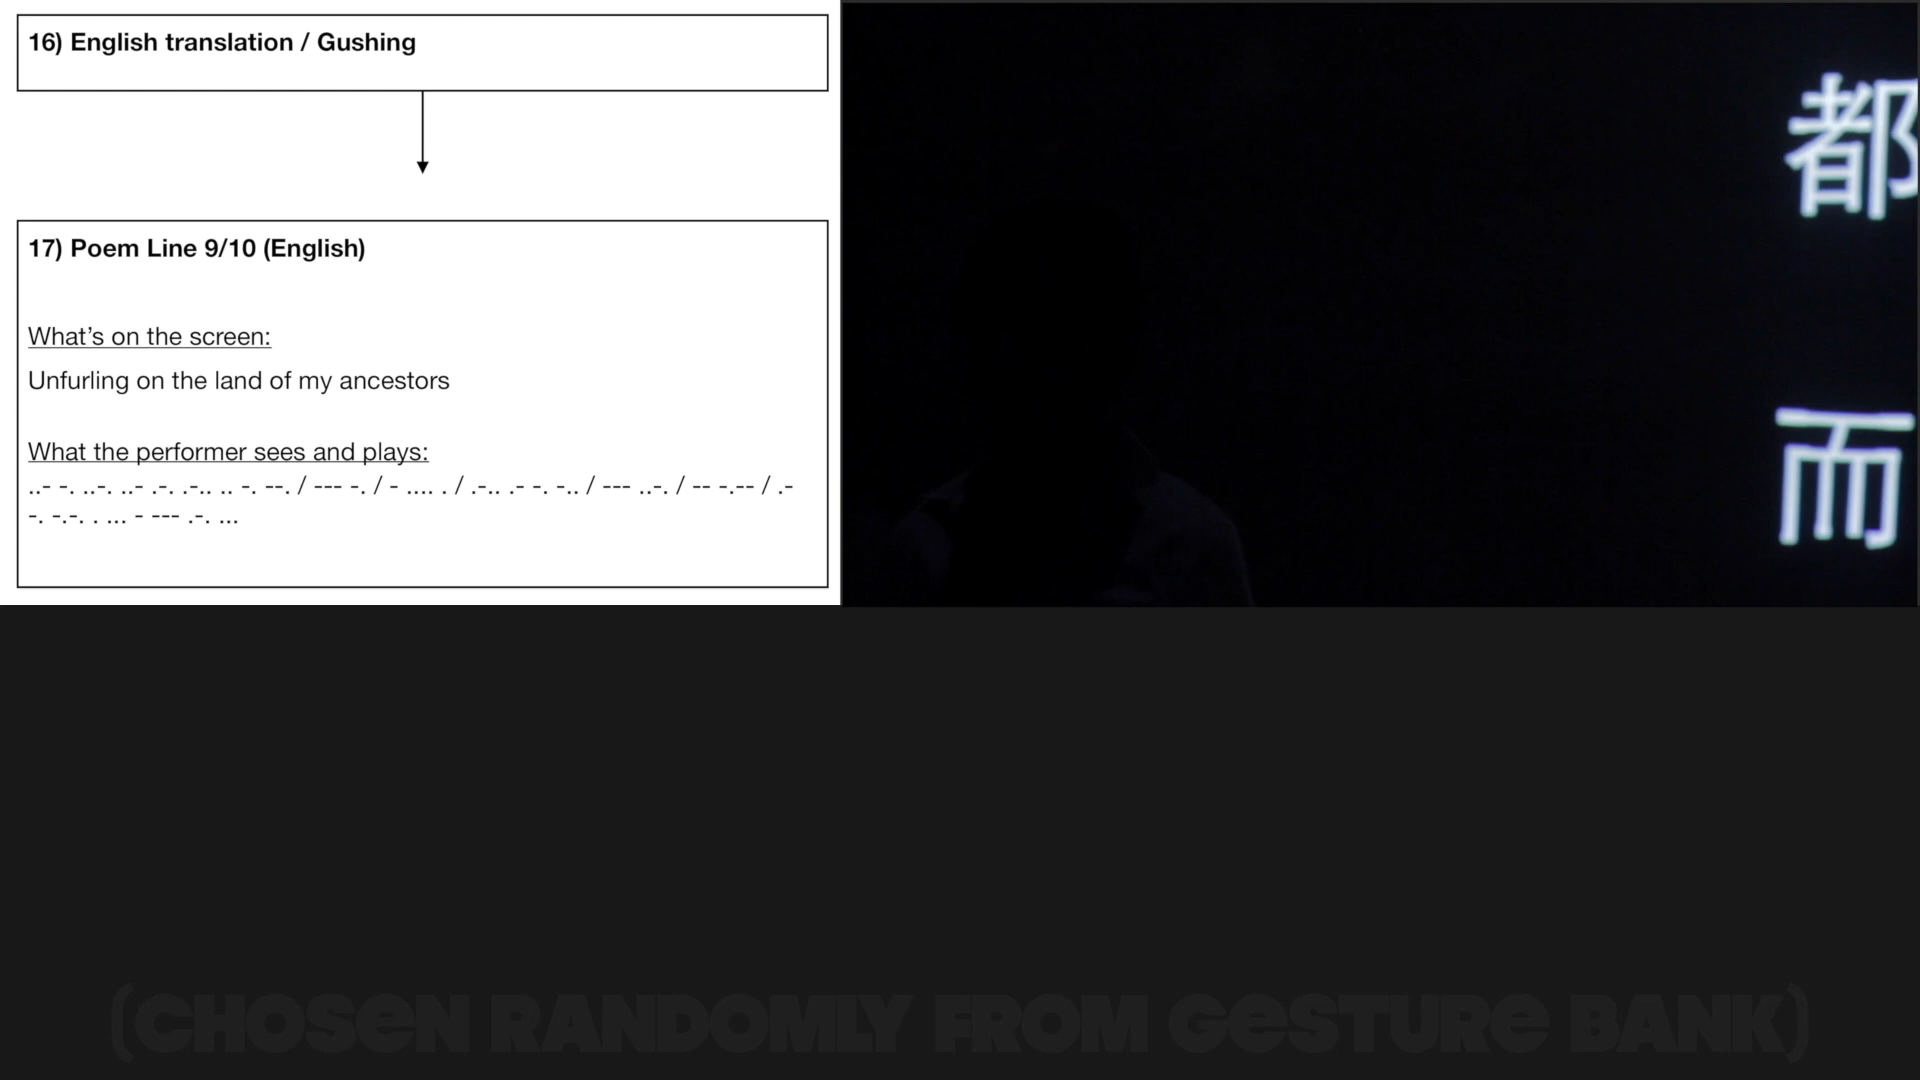 16) English translation / Gushing
17) Poem Line 9/10 (English)
What’s on the screen:
Unfurling on the land of my ancestors
What the performer sees and plays:
..- -. ..-. ..- .-. .-.. .. -. --. / --- -. / - .... . / .-.. .- -. -.. / --- ..-. / -- -.-- / .-
-. -.-. . ... - --- .-. ...
都
而
(CHOSEN RANDOMLY FROM GESTURE BANK)